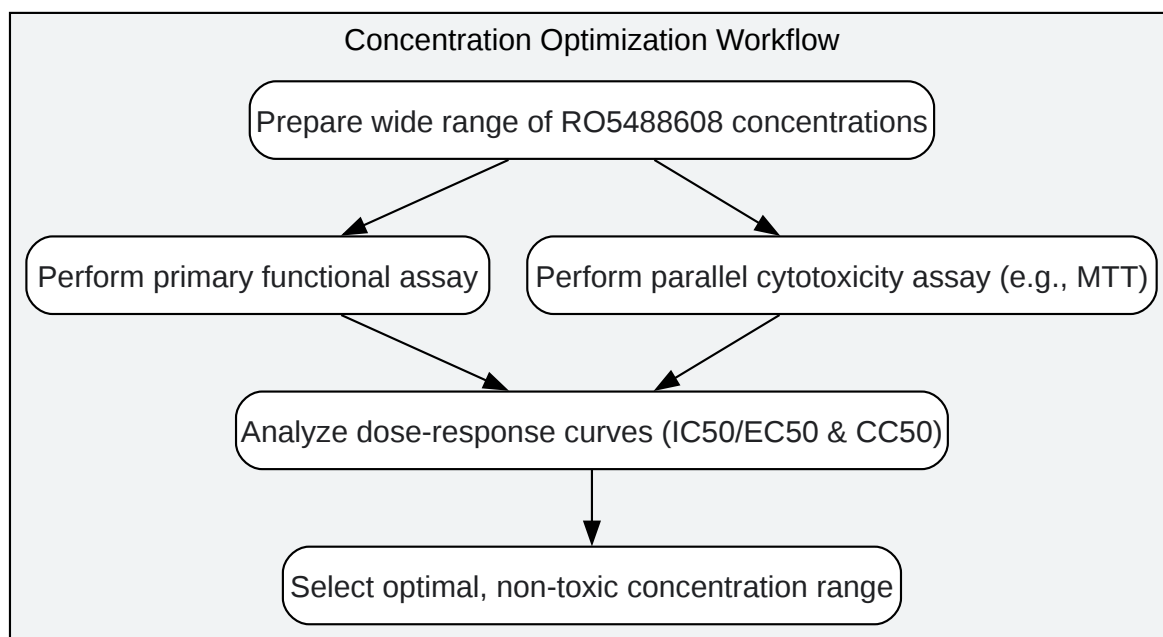 Concentration Optimization Workflow
Prepare wide range of RO5488608 concentrations
Perform primary functional assay
Perform parallel cytotoxicity assay (e.g., MTT)
Analyze dose-response curves (IC50/EC50 & CC50)
Select optimal, non-toxic concentration range